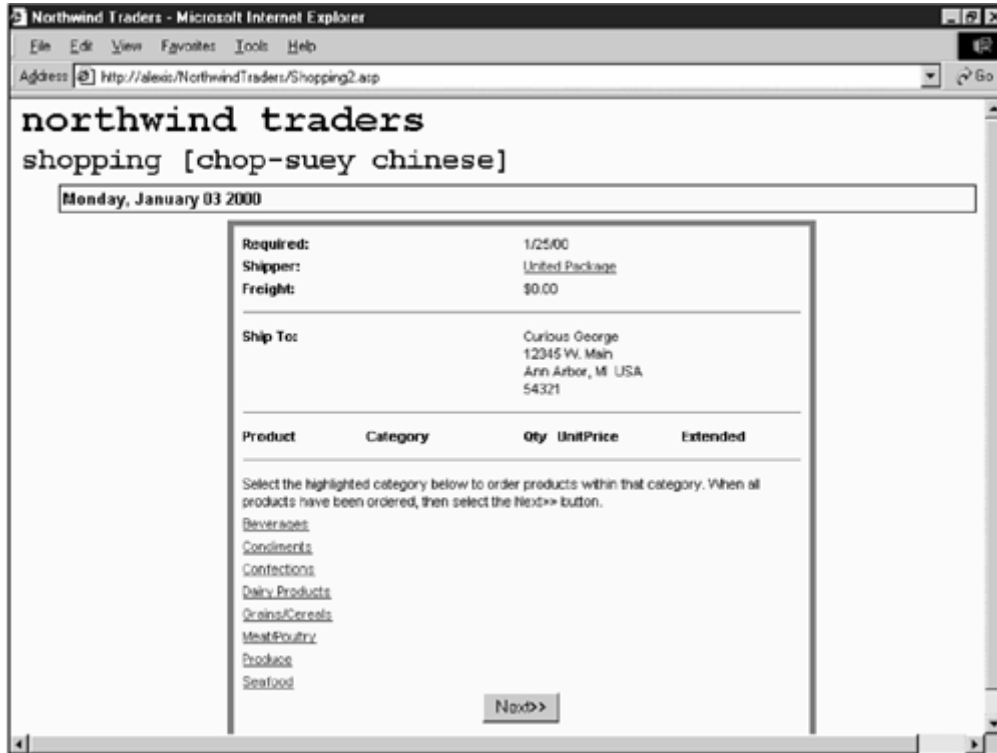 Northwind Traders - Microsoft Internet Explorer
File Edit View Favorites Tools Help
Address http://alexis/NorthwindTraders/Shopping2.asp Go
northwind traders
shopping [chop-suey chinese]
Monday, January 03 2000
Required: 1/25/00
Shipper: United Package
Freight: $0.00
Ship To: Curious George
12345 W. Main
Ann Arbor, MI USA
54321
Product Category Qty UnitPrice Extended
Select the highlighted category below to order products within that category. When all
products have been ordered, then select the Next>> button.
Beverages
Condiments
Confections
Dairy Products
Grains/Cereals
Meat/Poultry
Produce
Seafood
Next>>